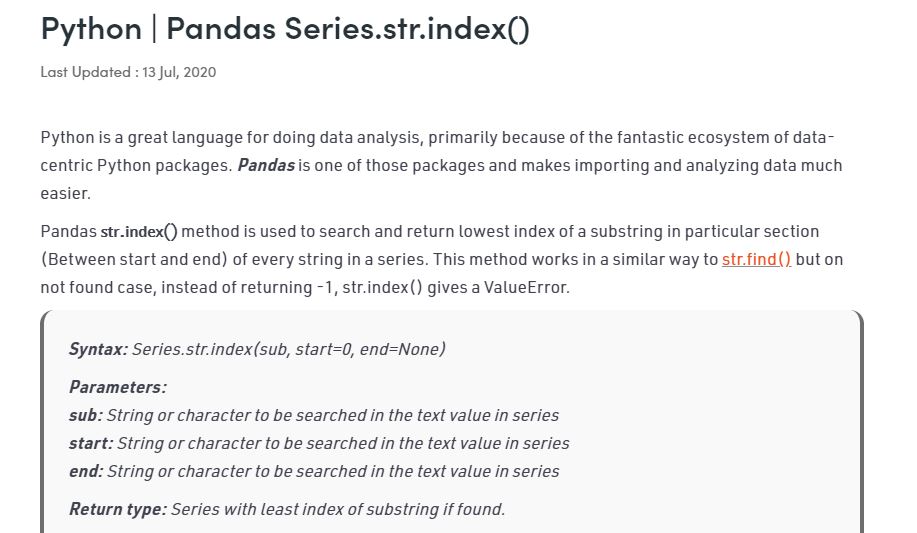 Python | Pandas Series.str.index()
Last Updated : 13 Jul, 2020
Python is a great language for doing data analysis, primarily because of the fantastic ecosystem of data-
centric Python packages. Pandas is one of those packages and makes importing and analyzing data much
easier.
Pandas str.index() method is used to search and return lowest index of a substring in particular section
(Between start and end) of every string in a series. This method works in a similar way to str.find() but on
not found case, instead of returning -1, str.index() gives a ValueError.
Syntax: Series.str.index(sub, start=0, end=None)
Parameters:
sub: String or character to be searched in the text value in series
start: String or character to be searched in the text value in series
end: String or character to be searched in the text value in series
Return type: Series with least index of substring if found.